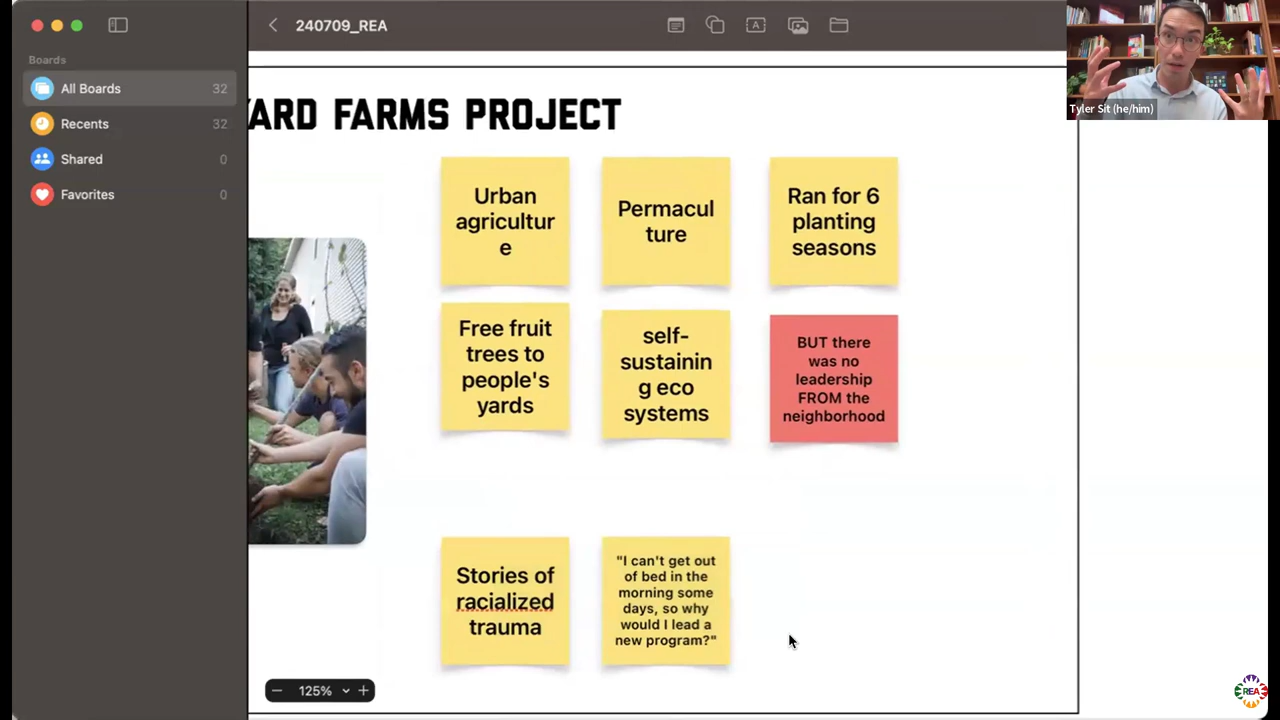 240709_REA
Boards
All Boards 32
Recents 32
Shared 0
Favorites 0
ARD FARMS PROJECT
Urban
agricultur
e
Permacul
ture
Ran for 6
planting
seasons
Free fruit
trees to
people's
yards
self-
sustainin
g eco
systems
BUT there
was no
leadership
FROM the
neighborhood
Stories of
racialized
trauma
"I can't get out
of bed in the
morning some
days, so why
would I lead a
new program?"
125%
Tyler Sit (he/him)
REA